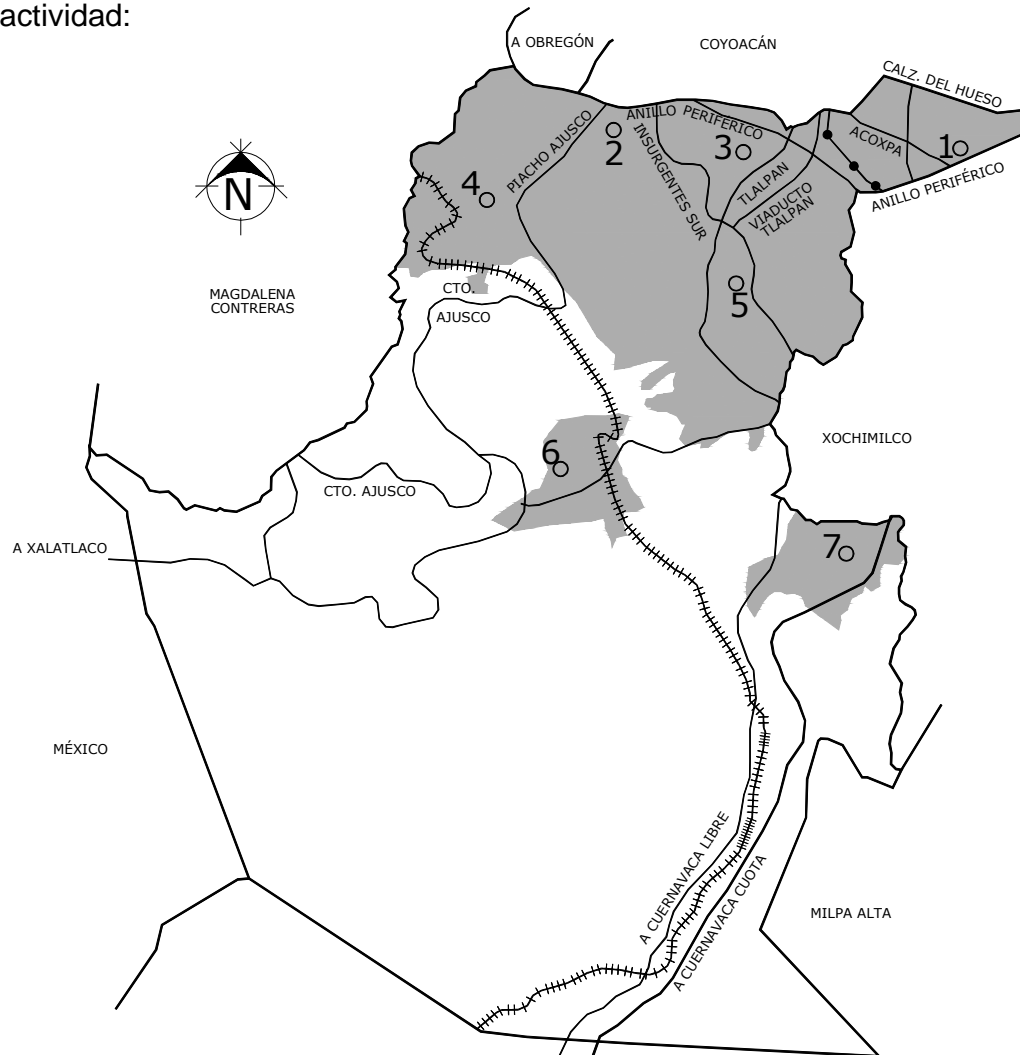 actividad:
A OBREGÓN
COYOACÁN
CALZ. DEL HUESO
ANILLO PERIFÉRICO
PIACHO AJUSCO
INSURGENTES SUR
ACOXPA
1
2
3
TLALPAN
VIADUCTO
TLALPAN
ANILLO PERIFÉRICO
4
N
5
MAGDALENA
CONTRERAS
CTO.
AJUSCO
6
XOCHIMILCO
CTO. AJUSCO
A XALATLACO
7
MÉXICO
A CUERNAVACA LIBRE
A CUERNAVACA CUOTA
MILPA ALTA